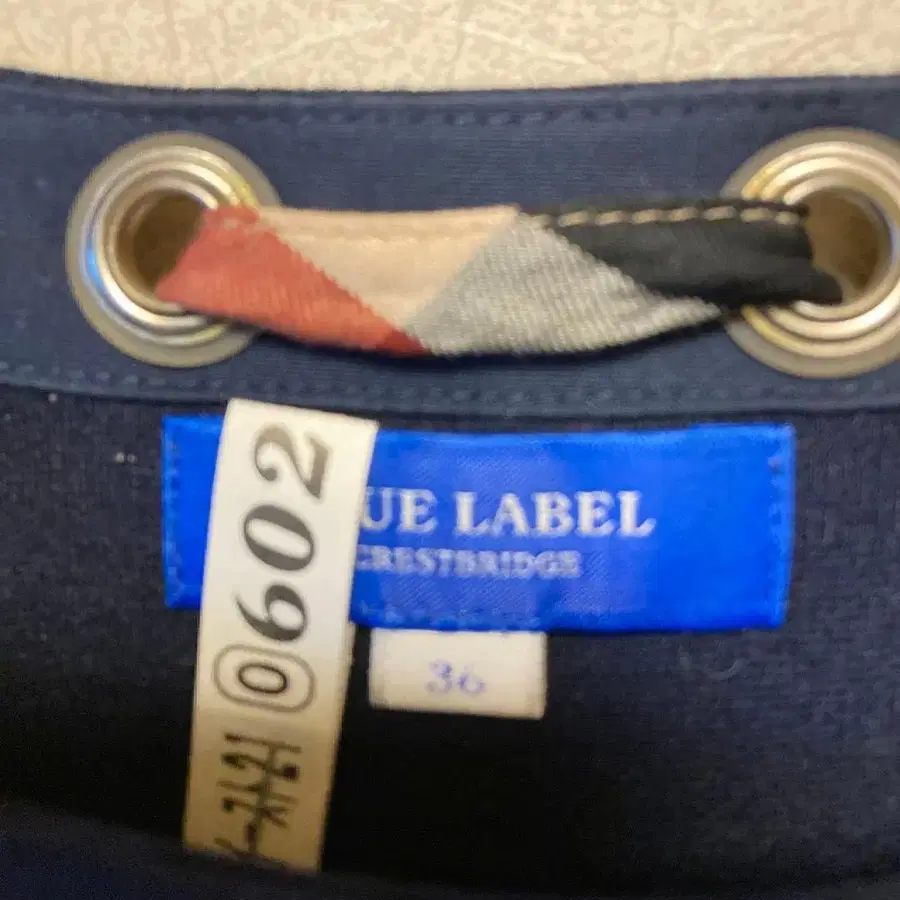 UE LABEL
CRESTBRIDGE
36
0602